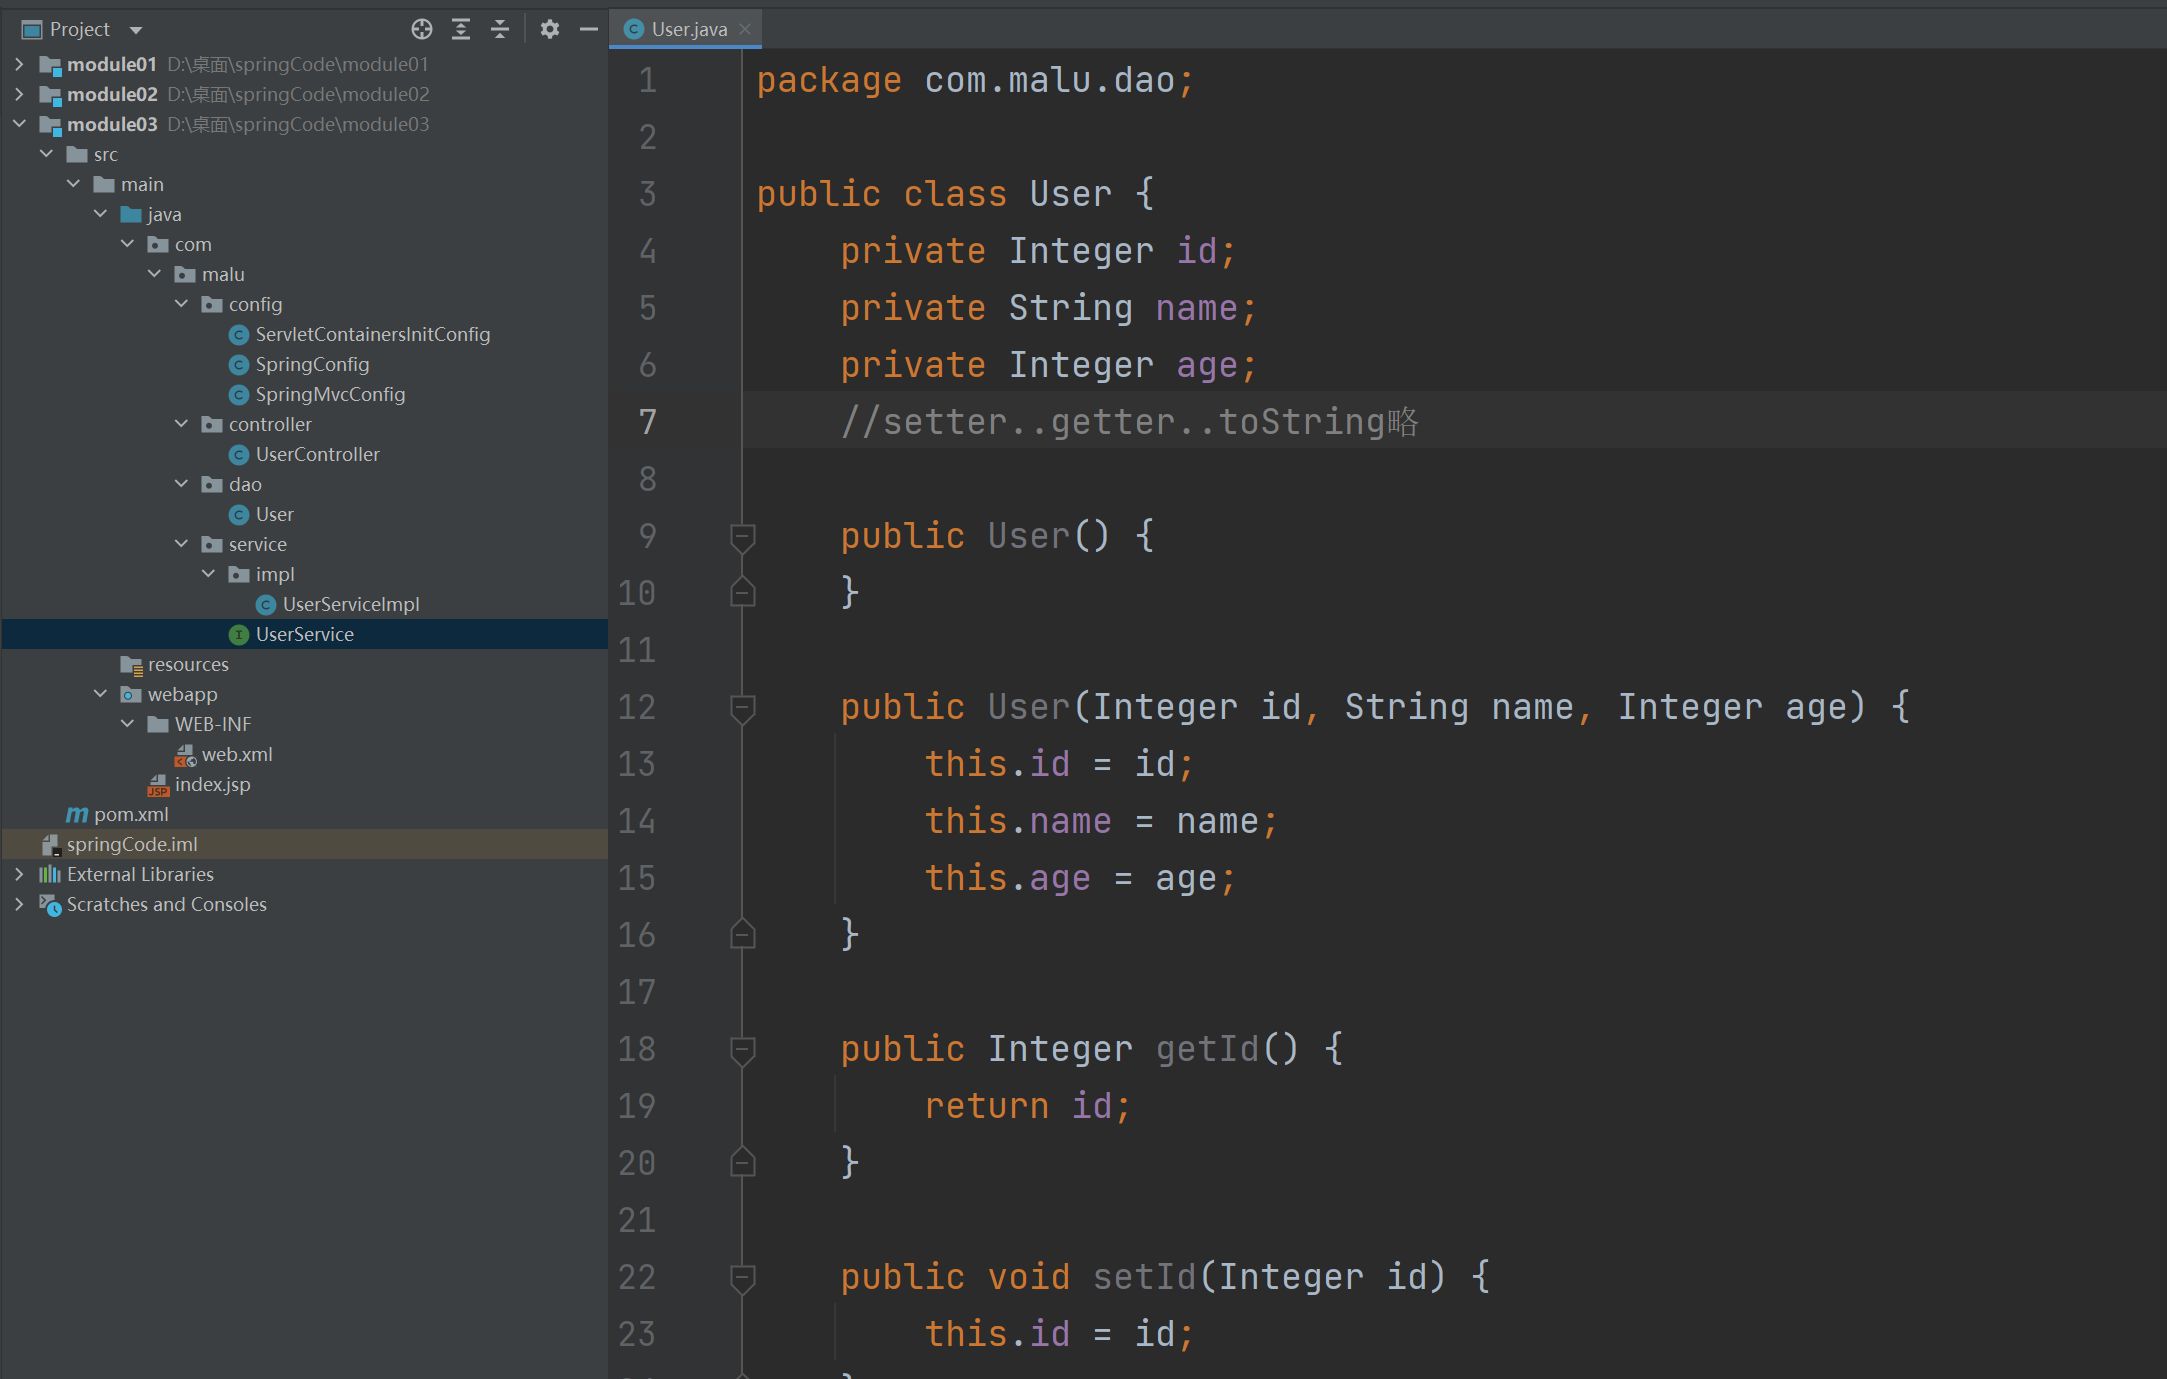 Project
module01 D:\桌面\springCode\module01
module02 D:\桌面\springCode\module02
module03 D:\桌面\springCode\module03
src
main
java
com
malu
config
ServletContainersInitConfig
SpringConfig
SpringMvcConfig
controller
UserController
dao
User
service
impl
UserServiceImpl
UserService
resources
webapp
WEB-INF
web.xml
index.jsp
pom.xml
springCode.iml
External Libraries
Scratches and Consoles
User.java
1 package com.malu.dao;
2
3 public class User {
4 private Integer id;
5 private String name;
6 private Integer age;
7 //setter..getter..toString略
8
9 public User() {
10 }
11
12 public User(Integer id, String name, Integer age) {
13 this.id = id;
14 this.name = name;
15 this.age = age;
16 }
17
18 public Integer getId() {
19 return id;
20 }
21
22 public void setId(Integer id) {
23 this.id = id;